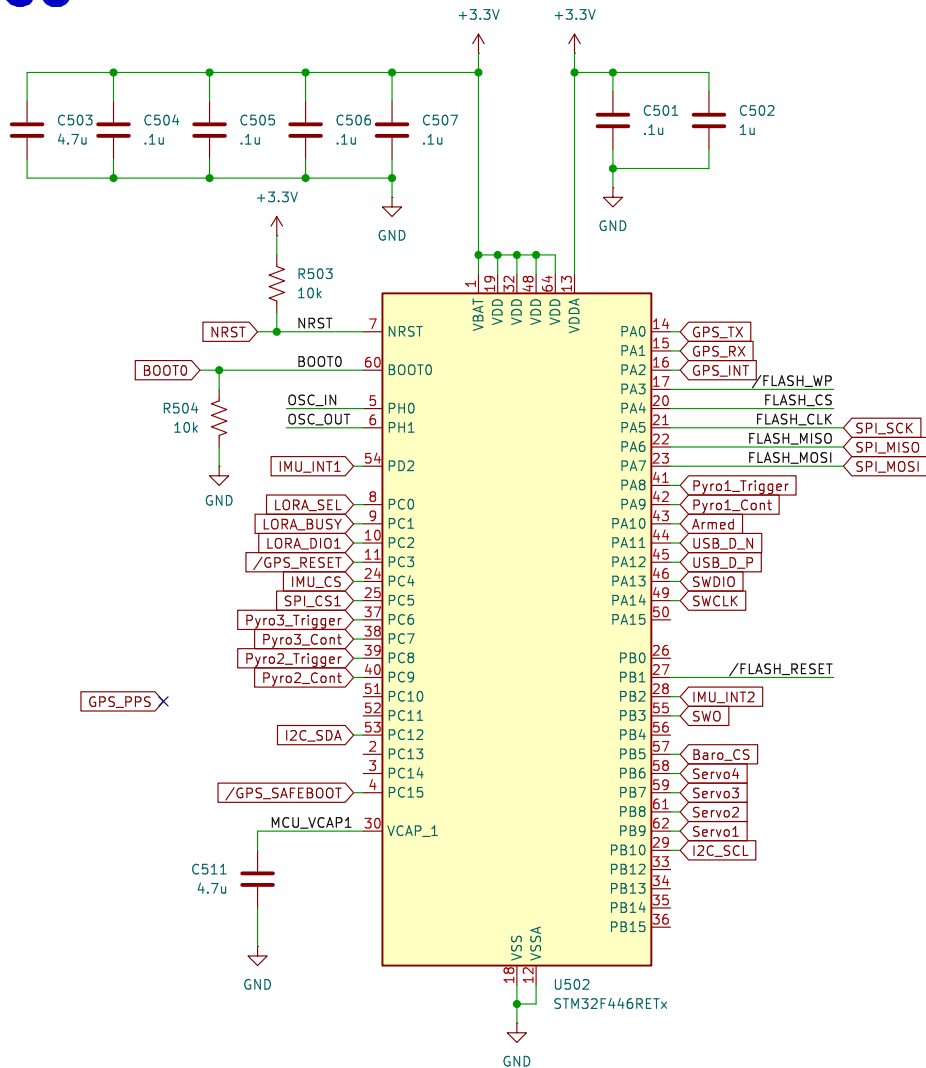 +3.3V
+3.3V
C503
4.7u
C504
.1u
C505
.1u
C506
.1u
C507
.1u
C501
.1u
C502
1u
GND
GND
+3.3V
R503
10k
NRST
NRST
7
NRST
BOOT0
BOOT0
60
BOOT0
R504
10k
GND
OSC_IN
5
PH0
OSC_OUT
6
PH1
IMU_INT1
54
PD2
LORA_SEL
8
PC0
LORA_BUSY
9
PC1
LORA_DIO1
10
PC2
/GPS_RESET
11
PC3
IMU_CS
24
PC4
SPI_CS1
25
PC5
Pyro3_Trigger
37
PC6
Pyro3_Cont
38
PC7
Pyro2_Trigger
39
PC8
Pyro2_Cont
40
PC9
51
PC10
GPS_PPS
52
PC11
I2C_SDA
53
PC12
2
PC13
3
PC14
/GPS_SAFEBOOT
4
PC15
MCU_VCAP1
30
VCAP_1
C511
4.7u
GND
1
VBAT
19
VDD
32
VDD
48
VDD
64
VDD
13
VDDA
PA0
14
GPS_TX
PA1
15
GPS_RX
PA2
16
GPS_INT
PA3
17
/FLASH_WP
PA4
20
FLASH_CS
PA5
21
FLASH_CLK
SPI_SCK
PA6
22
FLASH_MISO
SPI_MISO
PA7
23
FLASH_MOSI
SPI_MOSI
PA8
41
Pyro1_Trigger
PA9
42
Pyro1_Cont
PA10
43
Armed
PA11
44
USB_D_N
PA12
45
USB_D_P
PA13
46
SWDIO
PA14
49
SWCLK
PA15
50
PB0
26
PB1
27
/FLASH_RESET
PB2
28
IMU_INT2
PB3
55
SWO
PB4
56
PB5
57
Baro_CS
PB6
58
Servo4
PB7
59
Servo3
PB8
61
Servo2
PB9
62
Servo1
PB10
29
I2C_SCL
PB12
33
PB13
34
PB14
35
PB15
36
VSS
18
VSSA
12
U502
STM32F446RETx
GND